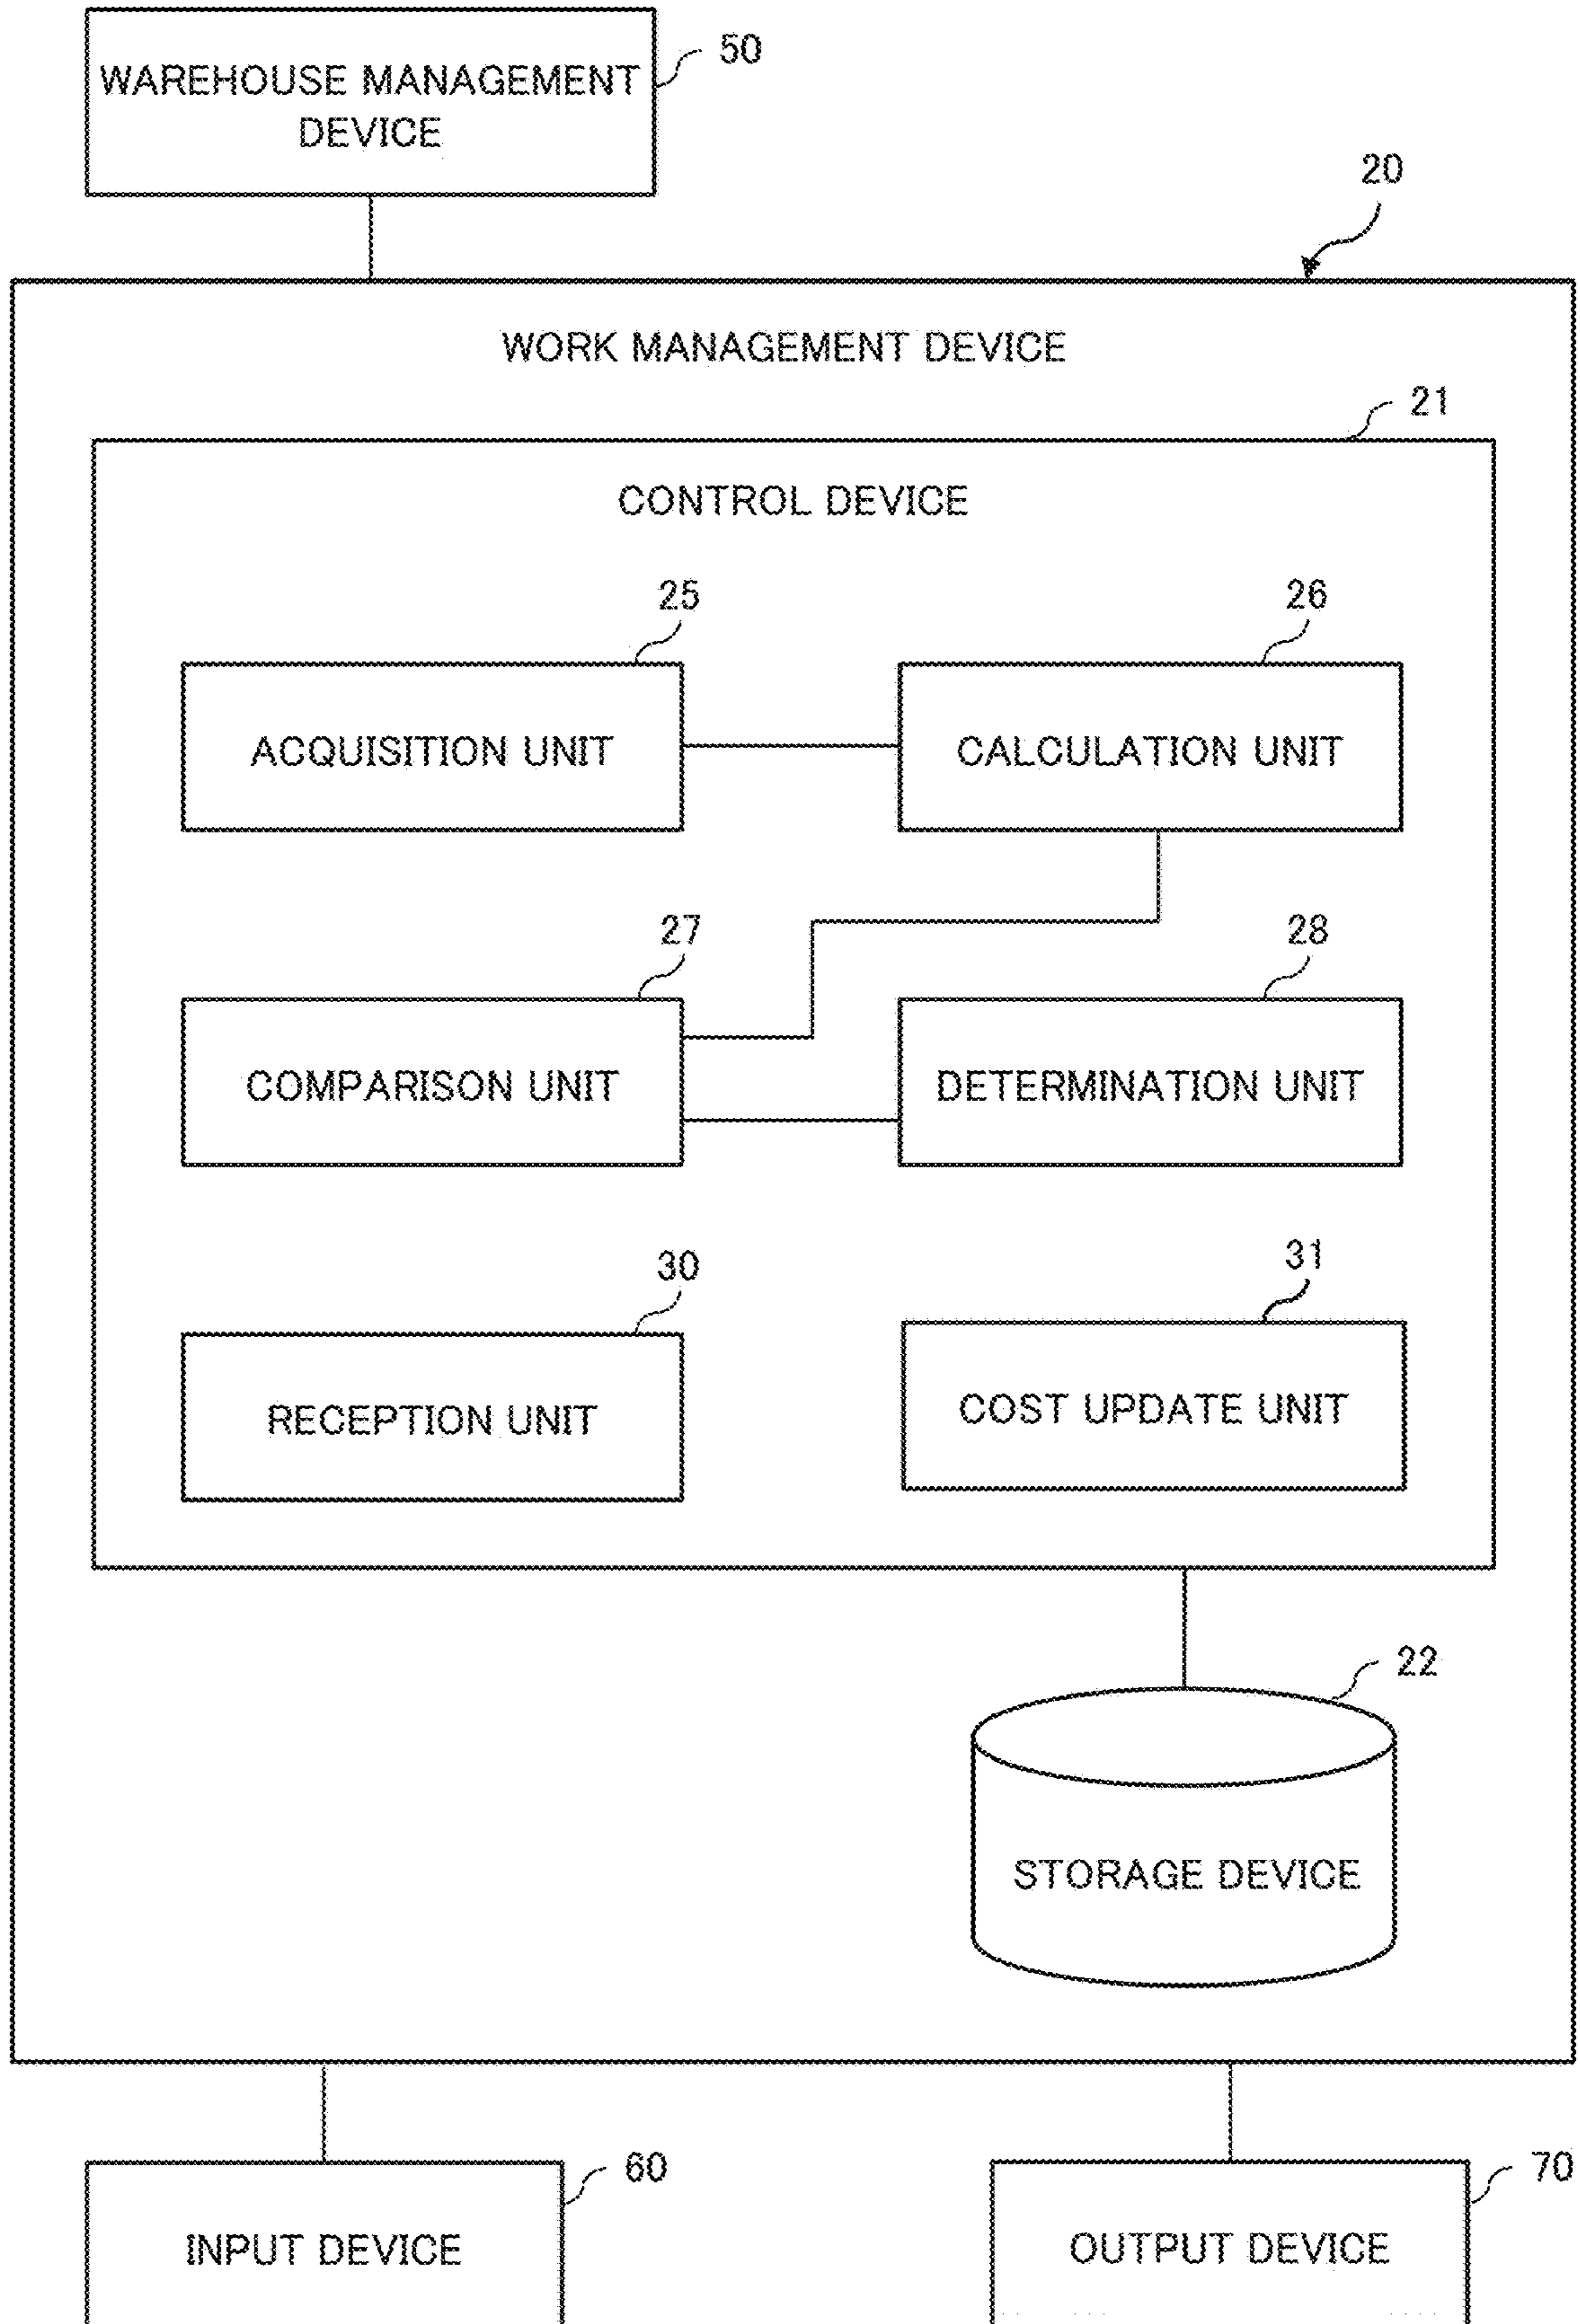 WAREHOUSE MANAGEMENT
DEVICE
50
20
WORK MANAGEMENT DEVICE
21
CONTROL DEVICE
25
26
ACQUISITION UNIT
CALCULATION UNIT
27
28
COMPARISON UNIT
DETERMINATION UNIT
30
31
RECEPTION UNIT
COST UPDATE UNIT
22
STORAGE DEVICE
60
70
INPUT DEVICE
OUTPUT DEVICE